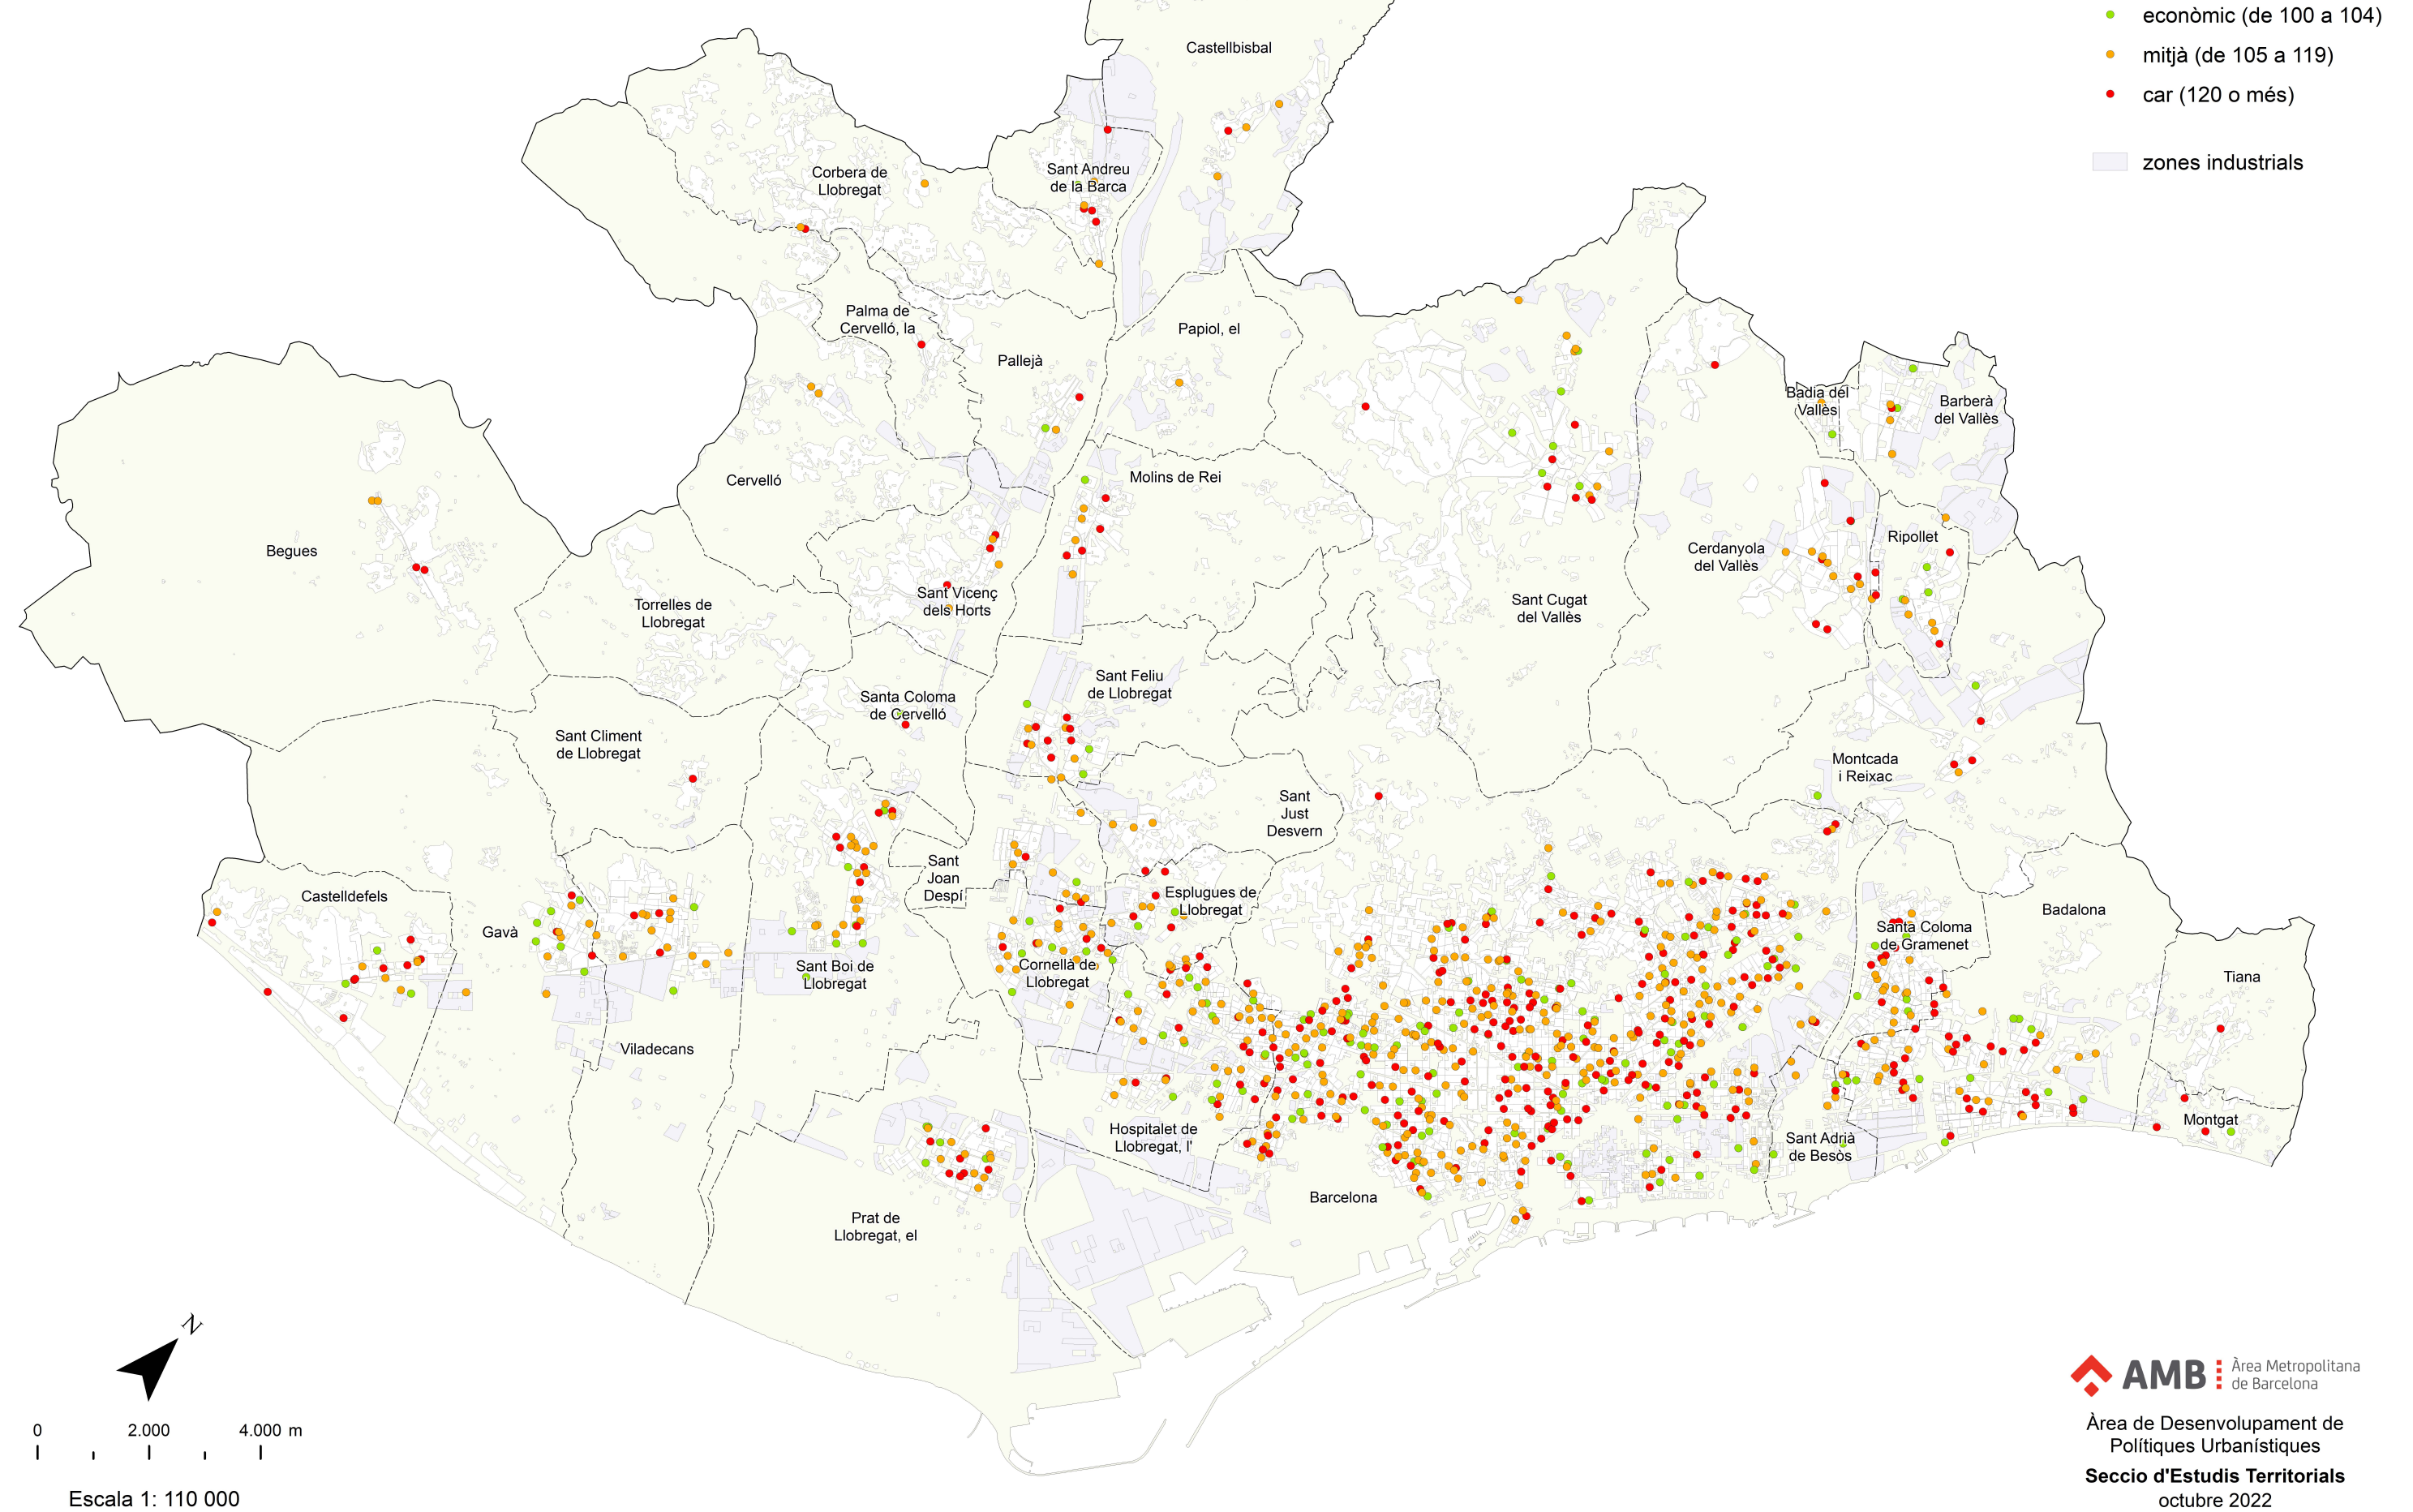 econòmic (de 100 a 104)
mitjà (de 105 a 119)
car (120 o més)
zones industrials
Castellbisbal
Corbera de
Llobregat
Sant Andreu
de la Barca
Palma de
Cervelló, la
Papiol, el
Pallejà
Badia del
Vallès
Barberà
del Vallès
Cervelló
Molins de Rei
Begues
Ripollet
Cerdanyola
del Vallès
Torrelles de
Llobregat
Sant Vicenç
dels Horts
Sant Cugat
del Vallès
Sant Feliu
de Llobregat
Santa Coloma
de Cervelló
Sant Climent
de Llobregat
Montcada
i Reixac
Sant
Just
Desvern
Sant
Joan
Despí
Castelldefels
Esplugues de
Llobregat
Badalona
Gavà
Santa Coloma
de Gramenet
Sant Boi de
Llobregat
Cornellà de
Llobregat
Tiana
Viladecans
Montgat
Hospitalet de
Llobregat, l'
Sant Adrià
de Besòs
Barcelona
Prat de
Llobregat, el
N
0 2.000 4.000 m
Escala 1: 110 000
AMB
Àrea Metropolitana
de Barcelona
Àrea de Desenvolupament de
Polítiques Urbanístiques
Seccio d'Estudis Territorials
octubre 2022